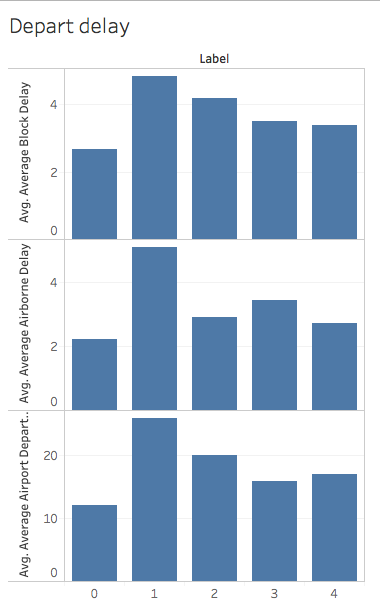 Depart delay
Label
Avg. Average Block Delay
4
2
0
Avg. Average Airborne Delay
4
2
0
Avg. Average Airport Depart..
20
10
0
0 1 2 3 4